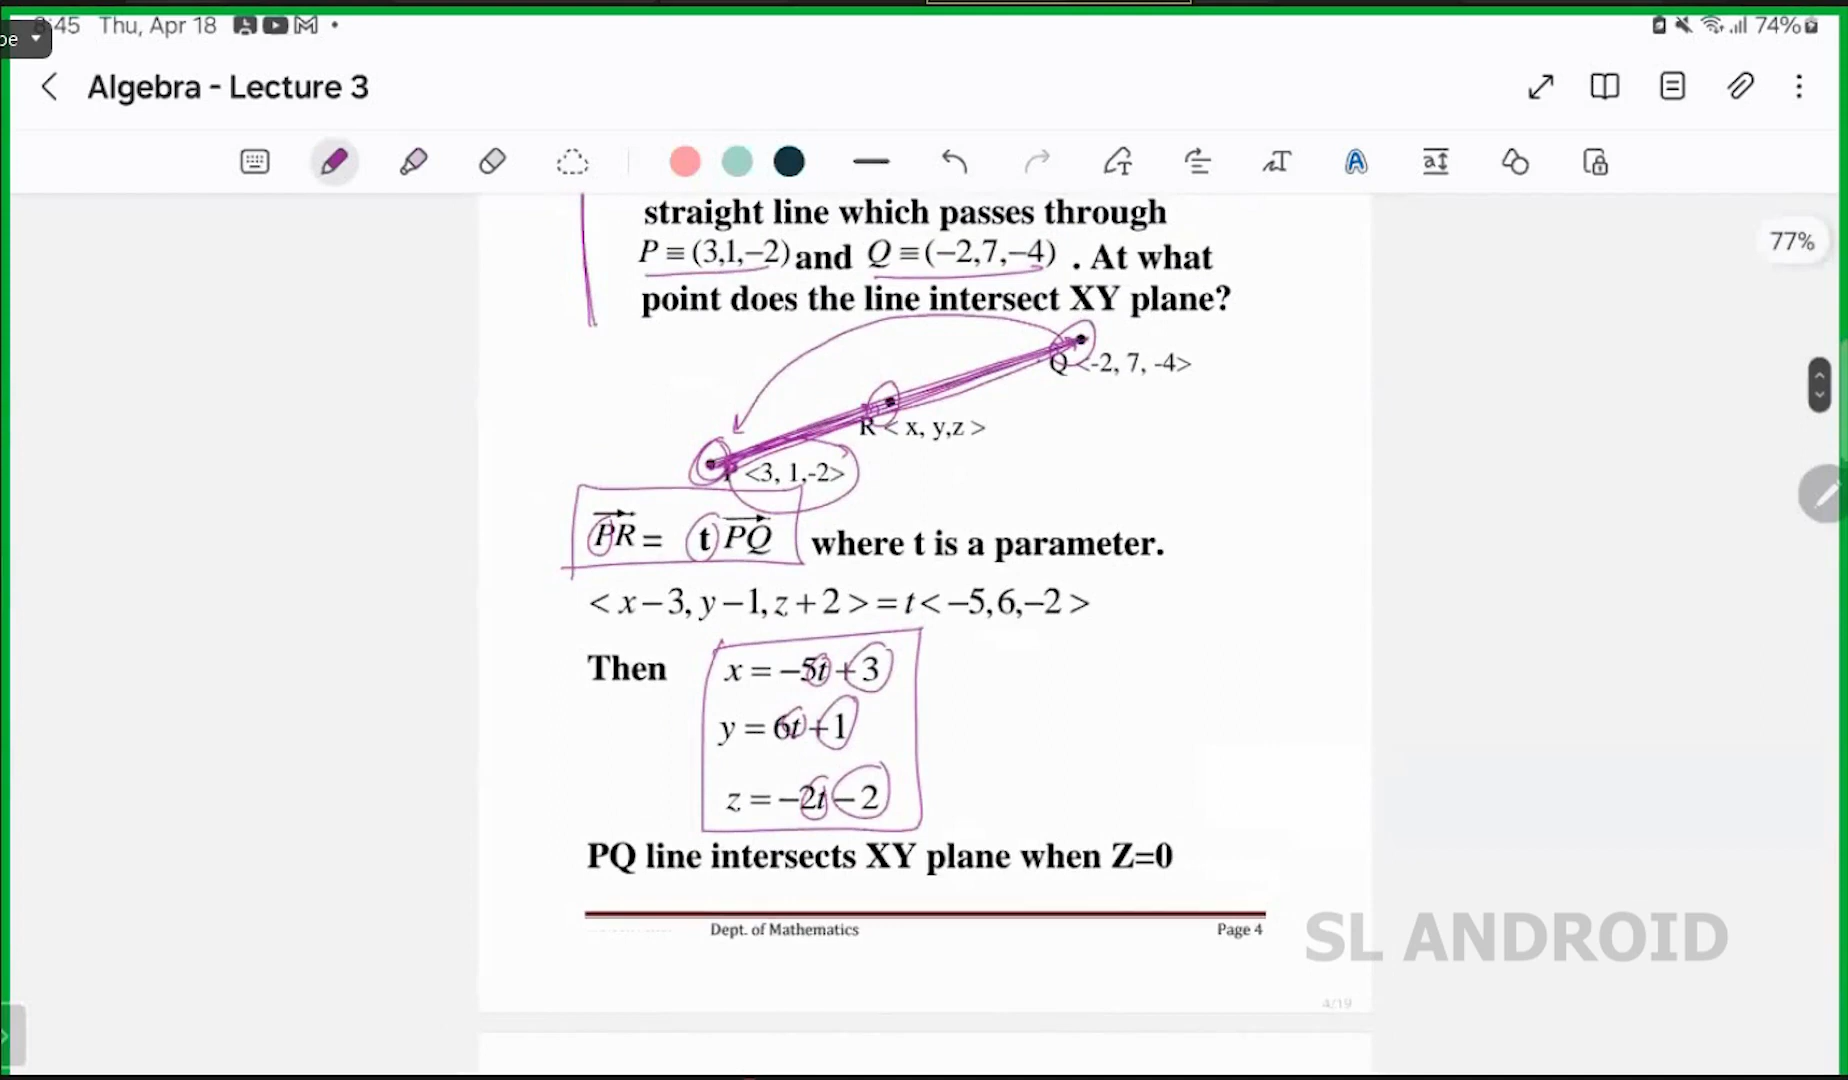 8:45 Thu, Apr 18 74%
Algebra - Lecture 3
77%
straight line which passes through
P ≡ (3,1,−2) and Q ≡ (−2,7,−4) . At what
point does the line intersect XY plane?
Q <-2, 7, -4>
R < x, y,z >
<3, 1,-2>
PR = t PQ where t is a parameter.
< x − 3, y − 1, z + 2 > = t < −5, 6, −2 >
Then x = −5t + 3
y = 6t + 1
z = −2t − 2
PQ line intersects XY plane when Z=0
Dept. of Mathematics Page 4
SL ANDROID
4/19